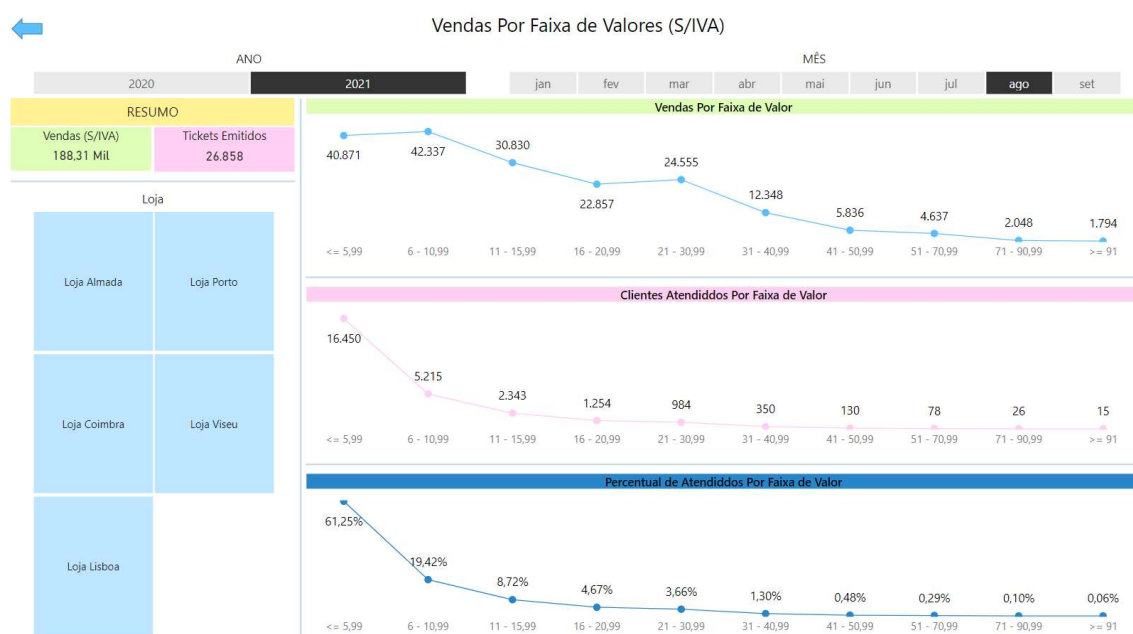 Vendas Por Faixa de Valores (S/IVA)
ANO
MÊS
2020
2021
jan
fev
mar
abr
mai
jun
jul
ago
set
RESUMO
Vendas (S/IVA)
188,31 Mil
Tickets Emitidos
26.858
Loja
Loja Almada
Loja Porto
Loja Coimbra
Loja Viseu
Loja Lisboa
Vendas Por Faixa de Valor
40.871
42.337
30.830
22.857
24.555
12.348
5.836
4.637
2.048
1.794
<= 5,99
6 - 10,99
11 - 15,99
16 - 20,99
21 - 30,99
31 - 40,99
41 - 50,99
51 - 70,99
71 - 90,99
>= 91
Clientes Atendiddos Por Faixa de Valor
16.450
5.215
2.343
1.254
984
350
130
78
26
15
<= 5,99
6 - 10,99
11 - 15,99
16 - 20,99
21 - 30,99
31 - 40,99
41 - 50,99
51 - 70,99
71 - 90,99
>= 91
Percentual de Atendiddos Por Faixa de Valor
61,25%
19,42%
8,72%
4,67%
3,66%
1,30%
0,48%
0,29%
0,10%
0,06%
<= 5,99
6 - 10,99
11 - 15,99
16 - 20,99
21 - 30,99
31 - 40,99
41 - 50,99
51 - 70,99
71 - 90,99
>= 91